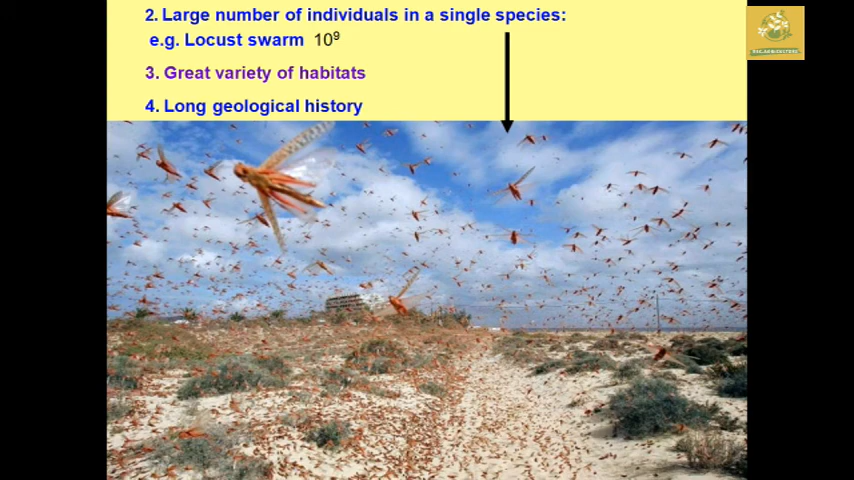 2. Large number of individuals in a single species:
e.g. Locust swarm 10⁹
3. Great variety of habitats
4. Long geological history